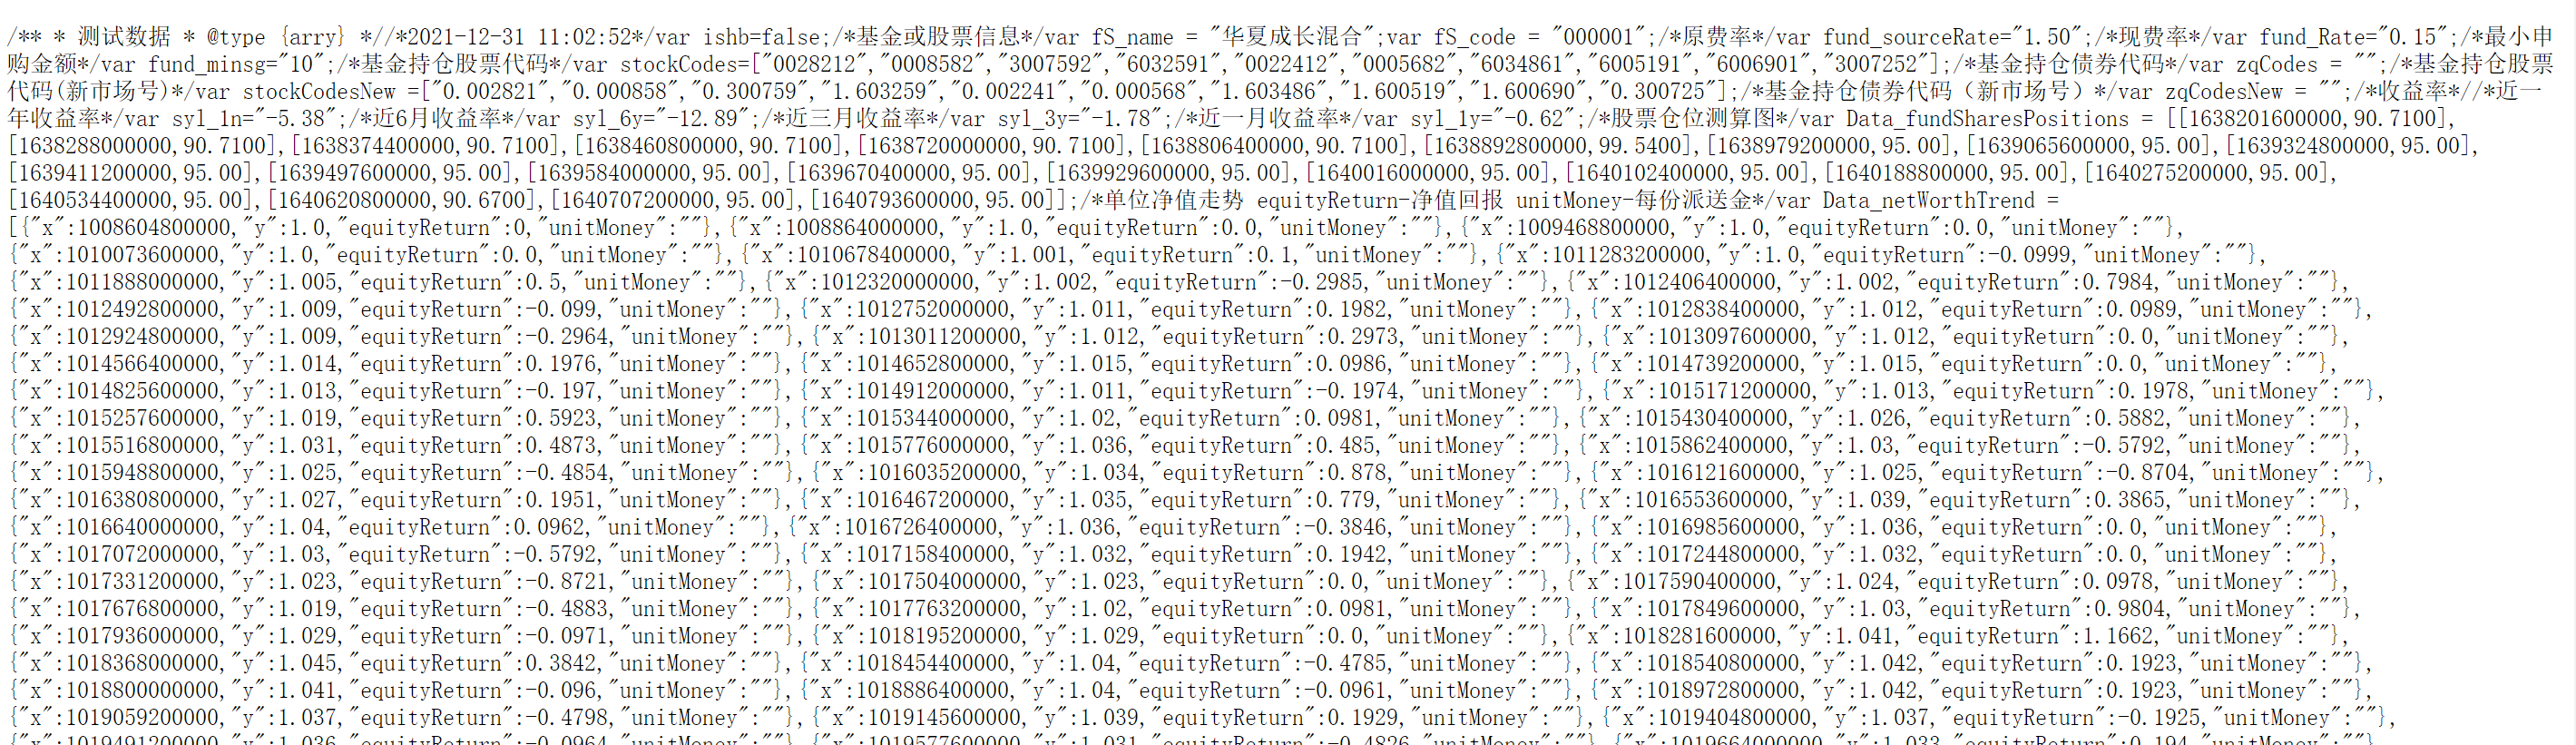 /** * 测试数据 * @type {arry} *//*2021-12-31 11:02:52*/var ishb=false;/*基金或股票信息*/var fS_name = "华夏成长混合";var fS_code = "000001";/*原费率*/var fund_sourceRate="1.50";/*现费率*/var fund_Rate="0.15";/*最小申
购金额*/var fund_minsg="10";/*基金持仓股票代码*/var stockCodes=["0028212","0008582","3007592","6032591","0022412","0005682","6034861","6005191","6006901","3007252"];/*基金持仓债券代码*/var zqCodes = "";/*基金持仓股票
代码(新市场号)*/var stockCodesNew =["0.002821","0.000858","0.300759","1.603259","0.002241","0.000568","1.603486","1.600519","1.600690","0.300725"];/*基金持仓债券代码（新市场号）*/var zqCodesNew = "";/*收益率*//*近一
年收益率*/var syl_1n="-5.38";/*近6月收益率*/var syl_6y="-12.89";/*近三月收益率*/var syl_3y="-1.78";/*近一月收益率*/var syl_1y="-0.62";/*股票仓位测算图*/var Data_fundSharesPositions = [[1638201600000,90.7100],
[1638288000000,90.7100],[1638374400000,90.7100],[1638460800000,90.7100],[1638720000000,90.7100],[1638806400000,90.7100],[1638892800000,99.5400],[1638979200000,95.00],[1639065600000,95.00],[1639324800000,95.00],
[1639411200000,95.00],[1639497600000,95.00],[1639584000000,95.00],[1639670400000,95.00],[1639929600000,95.00],[1640016000000,95.00],[1640102400000,95.00],[1640188800000,95.00],[1640275200000,95.00],
[1640534400000,95.00],[1640620800000,90.6700],[1640707200000,95.00],[1640793600000,95.00]];/*单位净值走势 equityReturn-净值回报 unitMoney-每份派送金*/var Data_netWorthTrend =
[{"x":1008604800000,"y":1.0,"equityReturn":0,"unitMoney":""},{"x":1008864000000,"y":1.0,"equityReturn":0.0,"unitMoney":""},{"x":1009468800000,"y":1.0,"equityReturn":0.0,"unitMoney":""},
{"x":1010073600000,"y":1.0,"equityReturn":0.0,"unitMoney":""},{"x":1010678400000,"y":1.001,"equityReturn":0.1,"unitMoney":""},{"x":1011283200000,"y":1.0,"equityReturn":-0.0999,"unitMoney":""},
{"x":1011888000000,"y":1.005,"equityReturn":0.5,"unitMoney":""},{"x":1012320000000,"y":1.002,"equityReturn":-0.2985,"unitMoney":""},{"x":1012406400000,"y":1.002,"equityReturn":0.7984,"unitMoney":""},
{"x":1012492800000,"y":1.009,"equityReturn":-0.099,"unitMoney":""},{"x":1012752000000,"y":1.011,"equityReturn":0.1982,"unitMoney":""},{"x":1012838400000,"y":1.012,"equityReturn":0.0989,"unitMoney":""},
{"x":1012924800000,"y":1.009,"equityReturn":-0.2964,"unitMoney":""},{"x":1013011200000,"y":1.012,"equityReturn":0.2973,"unitMoney":""},{"x":1013097600000,"y":1.012,"equityReturn":0.0,"unitMoney":""},
{"x":1014566400000,"y":1.014,"equityReturn":0.1976,"unitMoney":""},{"x":1014652800000,"y":1.015,"equityReturn":0.0986,"unitMoney":""},{"x":1014739200000,"y":1.015,"equityReturn":0.0,"unitMoney":""},
{"x":1014825600000,"y":1.013,"equityReturn":-0.197,"unitMoney":""},{"x":1014912000000,"y":1.011,"equityReturn":-0.1974,"unitMoney":""},{"x":1015171200000,"y":1.013,"equityReturn":0.1978,"unitMoney":""},
{"x":1015257600000,"y":1.019,"equityReturn":0.5923,"unitMoney":""},{"x":1015344000000,"y":1.02,"equityReturn":0.0981,"unitMoney":""},{"x":1015430400000,"y":1.026,"equityReturn":0.5882,"unitMoney":""},
{"x":1015516800000,"y":1.031,"equityReturn":0.4873,"unitMoney":""},{"x":1015776000000,"y":1.036,"equityReturn":0.485,"unitMoney":""},{"x":1015862400000,"y":1.03,"equityReturn":-0.5792,"unitMoney":""},
{"x":1015948800000,"y":1.025,"equityReturn":-0.4854,"unitMoney":""},{"x":1016035200000,"y":1.034,"equityReturn":0.878,"unitMoney":""},{"x":1016121600000,"y":1.025,"equityReturn":-0.8704,"unitMoney":""},
{"x":1016380800000,"y":1.027,"equityReturn":0.1951,"unitMoney":""},{"x":1016467200000,"y":1.035,"equityReturn":0.779,"unitMoney":""},{"x":1016553600000,"y":1.039,"equityReturn":0.3865,"unitMoney":""},
{"x":1016640000000,"y":1.04,"equityReturn":0.0962,"unitMoney":""},{"x":1016726400000,"y":1.036,"equityReturn":-0.3846,"unitMoney":""},{"x":1016985600000,"y":1.036,"equityReturn":0.0,"unitMoney":""},
{"x":1017072000000,"y":1.03,"equityReturn":-0.5792,"unitMoney":""},{"x":1017158400000,"y":1.032,"equityReturn":0.1942,"unitMoney":""},{"x":1017244800000,"y":1.032,"equityReturn":0.0,"unitMoney":""},
{"x":1017331200000,"y":1.023,"equityReturn":-0.8721,"unitMoney":""},{"x":1017504000000,"y":1.023,"equityReturn":0.0,"unitMoney":""},{"x":1017590400000,"y":1.024,"equityReturn":0.0978,"unitMoney":""},
{"x":1017676800000,"y":1.019,"equityReturn":-0.4883,"unitMoney":""},{"x":1017763200000,"y":1.02,"equityReturn":0.0981,"unitMoney":""},{"x":1017849600000,"y":1.03,"equityReturn":0.9804,"unitMoney":""},
{"x":1017936000000,"y":1.029,"equityReturn":-0.0971,"unitMoney":""},{"x":1018195200000,"y":1.029,"equityReturn":0.0,"unitMoney":""},{"x":1018281600000,"y":1.041,"equityReturn":1.1662,"unitMoney":""},
{"x":1018368000000,"y":1.045,"equityReturn":0.3842,"unitMoney":""},{"x":1018454400000,"y":1.04,"equityReturn":-0.4785,"unitMoney":""},{"x":1018540800000,"y":1.042,"equityReturn":0.1923,"unitMoney":""},
{"x":1018800000000,"y":1.041,"equityReturn":-0.096,"unitMoney":""},{"x":1018886400000,"y":1.04,"equityReturn":-0.0961,"unitMoney":""},{"x":1018972800000,"y":1.042,"equityReturn":0.1923,"unitMoney":""},
{"x":1019059200000,"y":1.037,"equityReturn":-0.4798,"unitMoney":""},{"x":1019145600000,"y":1.039,"equityReturn":0.1929,"unitMoney":""},{"x":1019404800000,"y":1.037,"equityReturn":-0.1925,"unitMoney":""},
{"x":1019491200000,"y":1.036,"equityReturn":-0.0964,"unitMoney":""},{"x":1019577600000,"y":1.031,"equityReturn":-0.4826,"unitMoney":""},{"x":1019664000000,"y":1.033,"equityReturn":0.194,"unitMoney":""}